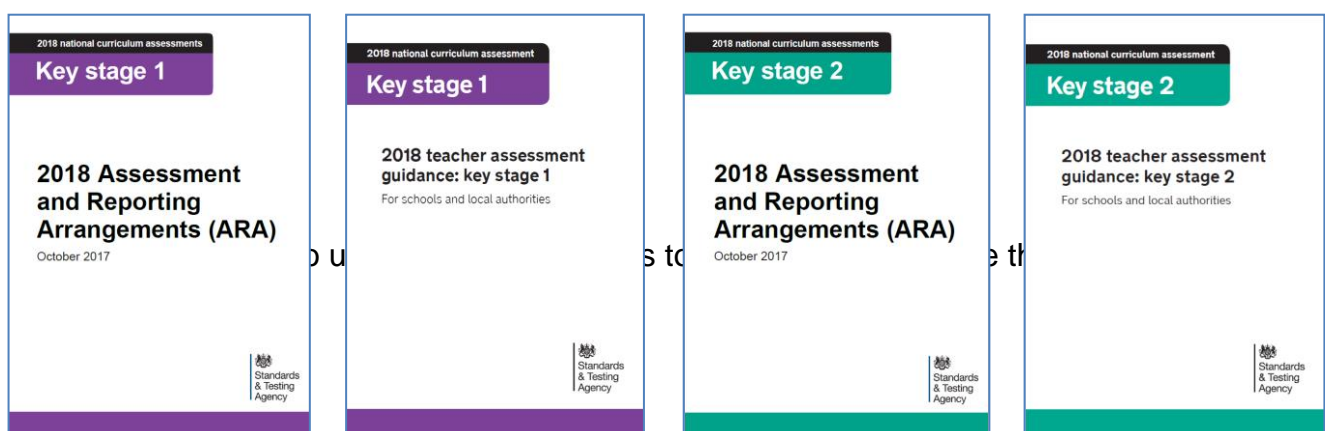 2018 national curriculum assessments
Key stage 1
2018 Assessment
and Reporting
Arrangements (ARA)
October 2017
Standards
& Testing
Agency
2018 national curriculum assessment
Key stage 1
2018 teacher assessment
guidance: key stage 1
For schools and local authorities
Standards
& Testing
Agency
2018 national curriculum assessments
Key stage 2
2018 Assessment
and Reporting
Arrangements (ARA)
October 2017
Standards
& Testing
Agency
2018 national curriculum assessment
Key stage 2
2018 teacher assessment
guidance: key stage 2
For schools and local authorities
Standards
& Testing
Agency